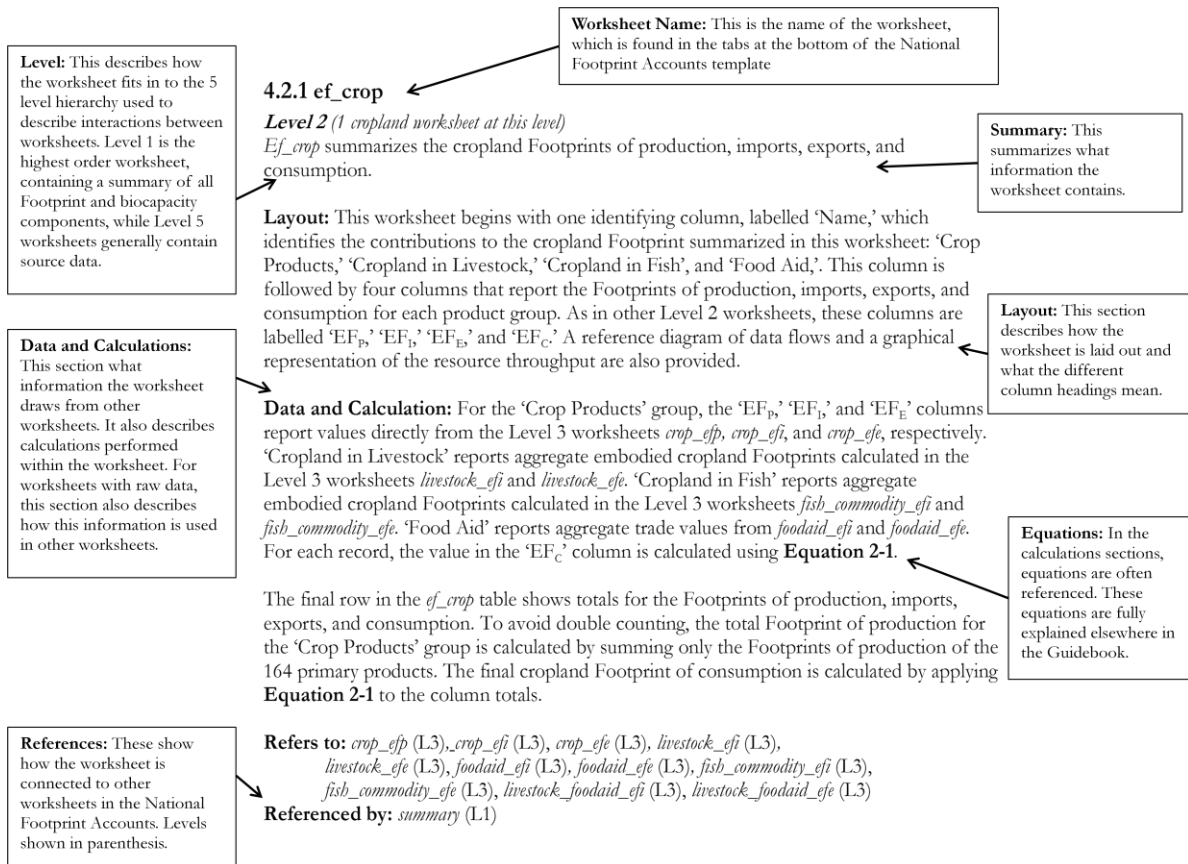 Worksheet Name: This is the name of the worksheet,
which is found in the tabs at the bottom of the National
Footprint Accounts template
Level: This describes how
the worksheet fits in to the 5
level hierarchy used to
describe interactions between
worksheets. Level 1 is the
highest order worksheet,
containing a summary of all
Footprint and biocapacity
components, while Level 5
worksheets generally contain
source data.
4.2.1 ef_crop
Level 2 (1 cropland worksheet at this level)
Ef_crop summarizes the cropland Footprints of production, imports, exports, and
consumption.
Summary: This
summarizes what
information the
worksheet contains.
Layout: This worksheet begins with one identifying column, labelled ‘Name,’ which
identifies the contributions to the cropland Footprint summarized in this worksheet: ‘Crop
Products,’ ‘Cropland in Livestock,’ ‘Cropland in Fish’, and ‘Food Aid,’. This column is
followed by four columns that report the Footprints of production, imports, exports, and
consumption for each product group. As in other Level 2 worksheets, these columns are
labelled ‘EFP,’ ‘EFI,’ ‘EFE,’ and ‘EFC.’ A reference diagram of data flows and a graphical
representation of the resource throughput are also provided.
Layout: This section
describes how the
worksheet is laid out and
what the different
column headings mean.
Data and Calculations:
This section what
information the worksheet
draws from other
worksheets. It also describes
calculations performed
within the worksheet. For
worksheets with raw data,
this section also describes
how this information is used
in other worksheets.
Data and Calculation: For the ‘Crop Products’ group, the ‘EFP,’ ‘EFI,’ and ‘EFE’ columns
report values directly from the Level 3 worksheets crop_efp, crop_efi, and crop_efe, respectively.
‘Cropland in Livestock’ reports aggregate embodied cropland Footprints calculated in the
Level 3 worksheets livestock_efi and livestock_efe. ‘Cropland in Fish’ reports aggregate
embodied cropland Footprints calculated in the Level 3 worksheets fish_commodity_efi and
fish_commodity_efe. ‘Food Aid’ reports aggregate trade values from foodaid_efi and foodaid_efe.
For each record, the value in the ‘EFC’ column is calculated using Equation 2-1.
Equations: In the
calculations sections,
equations are often
referenced. These
equations are fully
explained elsewhere in
the Guidebook.
The final row in the ef_crop table shows totals for the Footprints of production, imports,
exports, and consumption. To avoid double counting, the total Footprint of production for
the ‘Crop Products’ group is calculated by summing only the Footprints of production of the
164 primary products. The final cropland Footprint of consumption is calculated by applying
Equation 2-1 to the column totals.
References: These show
how the worksheet is
connected to other
worksheets in the National
Footprint Accounts. Levels
shown in parenthesis.
Refers to: crop_efp (L3), crop_efi (L3), crop_efe (L3), livestock_efi (L3),
livestock_efe (L3), foodaid_efi (L3), foodaid_efe (L3), fish_commodity_efi (L3),
fish_commodity_efe (L3), livestock_foodaid_efi (L3), livestock_foodaid_efe (L3)
Referenced by: summary (L1)